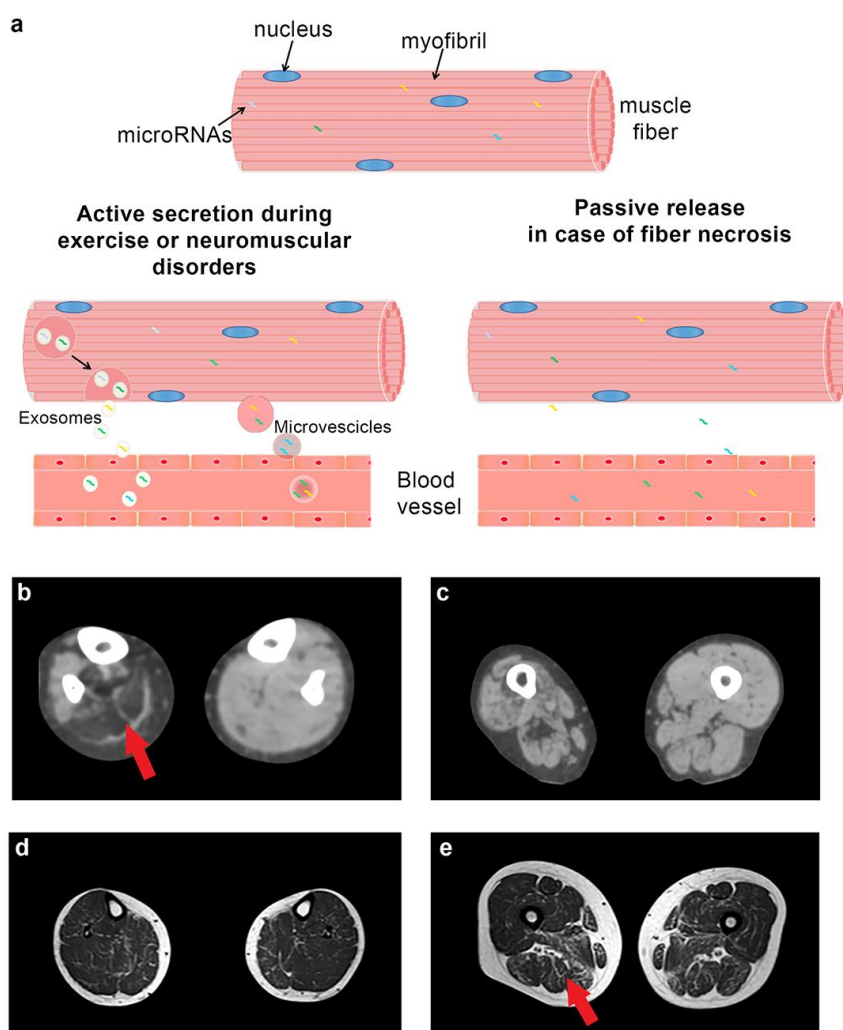 a
nucleus
myofibril
microRNAs
muscle
fiber
Active secretion during
exercise or neuromuscular
disorders
Passive release
in case of fiber necrosis
Exosomes
Microvescicles
Blood
vessel
b
c
d
e